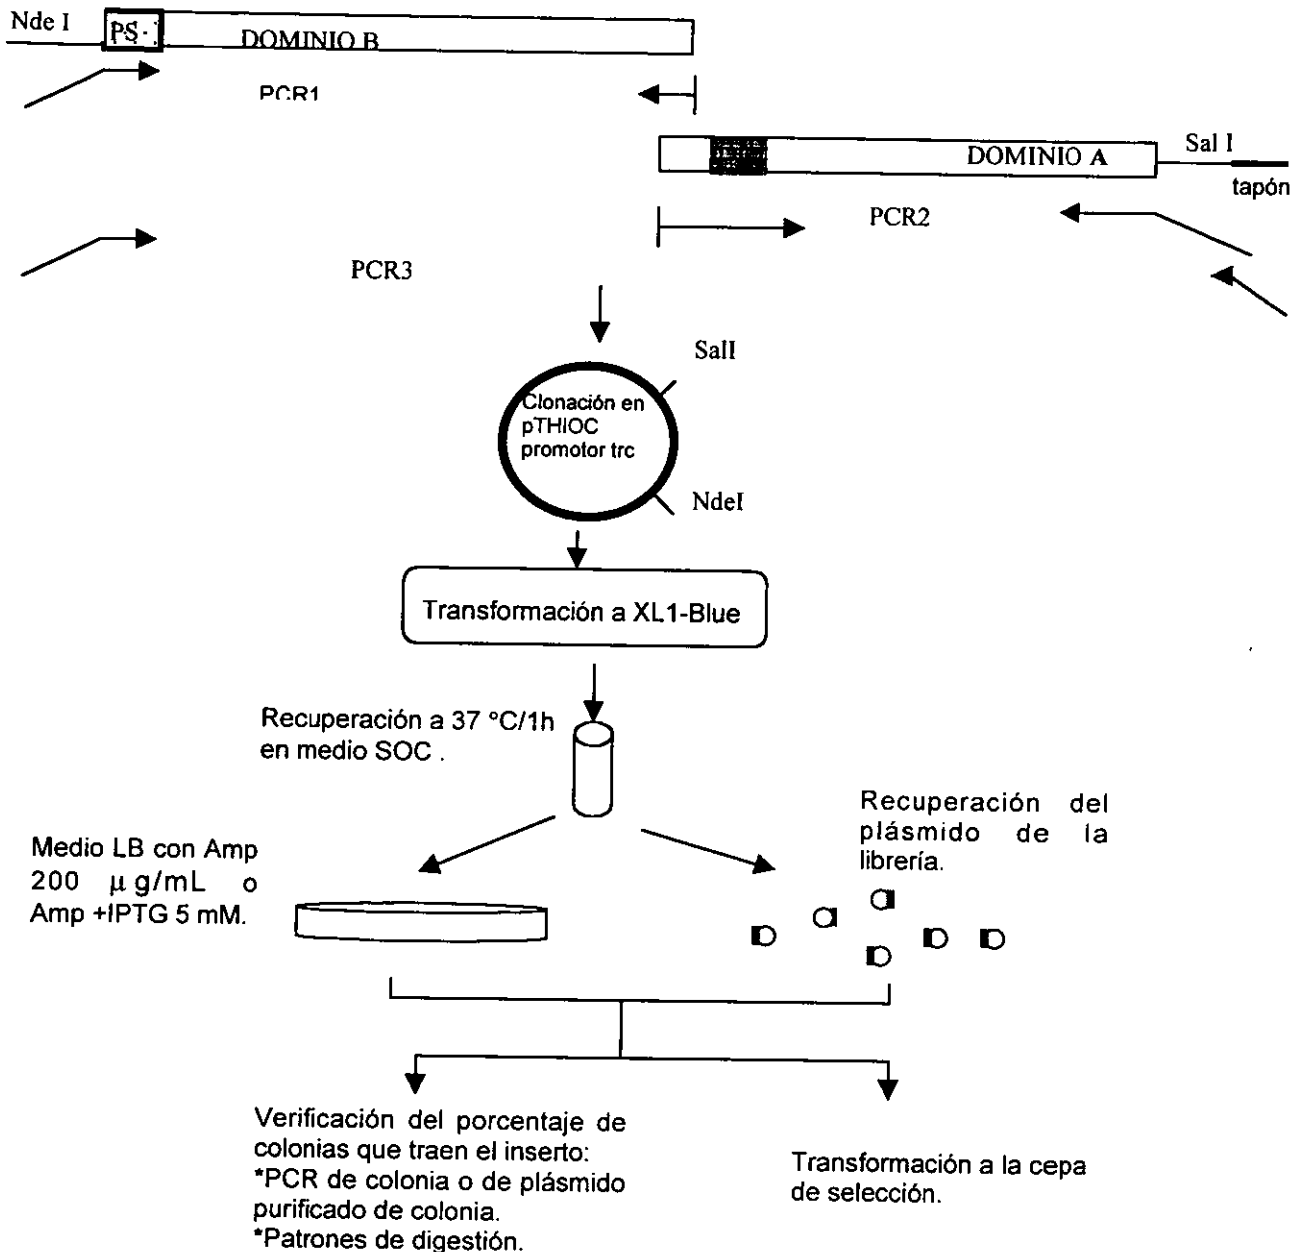 Nde I
PS
DOMINIO B
PCR1
DOMINIO A
Sal I
tapón
PCR2
PCR3
SalI
Clonación en
pTHIOC
promotor trc
NdeI
Transformación a XL1-Blue
Recuperación a 37 °C/1h
en medio SOC .
Medio LB con Amp
200 μg/mL o
Amp +IPTG 5 mM.
Recuperación del
plásmido de la
librería.
Verificación del porcentaje de
colonias que traen el inserto:
*PCR de colonia o de plásmido
purificado de colonia.
*Patrones de digestión.
Transformación a la cepa
de selección.